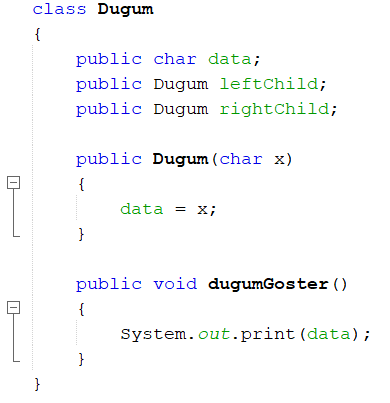 class Dugum
{
    public char data;
    public Dugum leftChild;
    public Dugum rightChild;

    public Dugum(char x)
    {
        data = x;
    }

    public void dugumGoster()
    {
        System.out.print(data);
    }
}